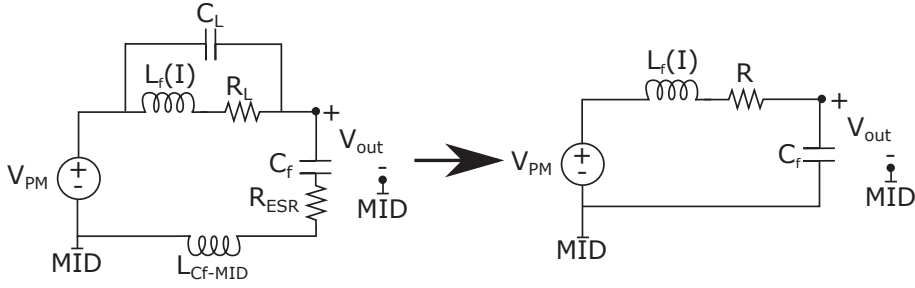 C_L
L_f(I)
R_L
+
V_out
-
MID
C_f
R_ESR
V_PM
+
-
MID
L_Cf-MID
L_f(I)
R
+
V_out
-
MID
C_f
V_PM
+
-
MID